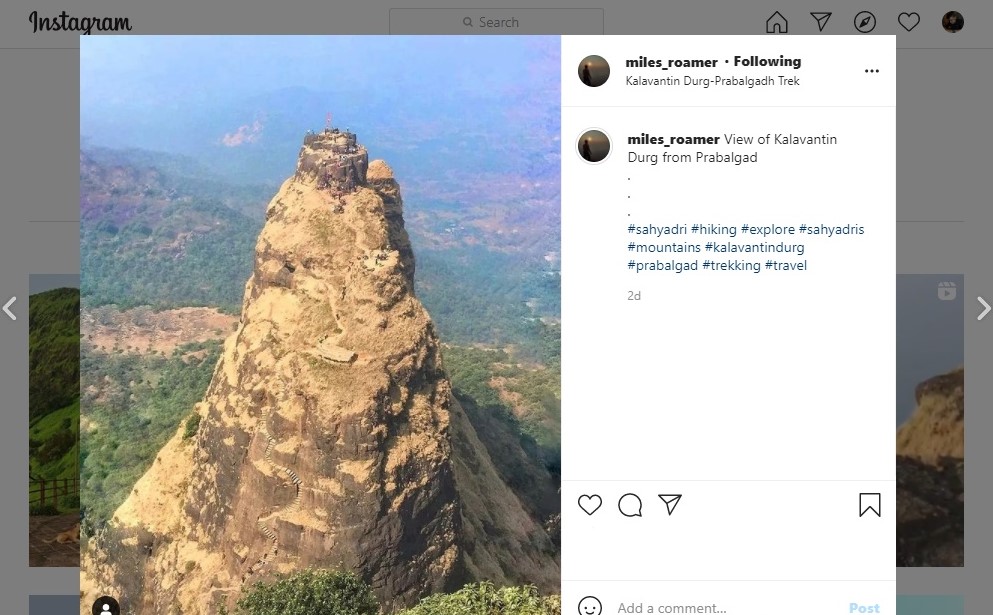 Instagram
Search
miles_roamer • Following
Kalavantin Durg-Prabalgadh Trek
miles_roamer View of Kalavantin
Durg from Prabalgad
.
.
.
#sahyadri #hiking #explore #sahyadris
#mountains #kalavantindurg
#prabalgad #trekking #travel
2d
Add a comment...
Post